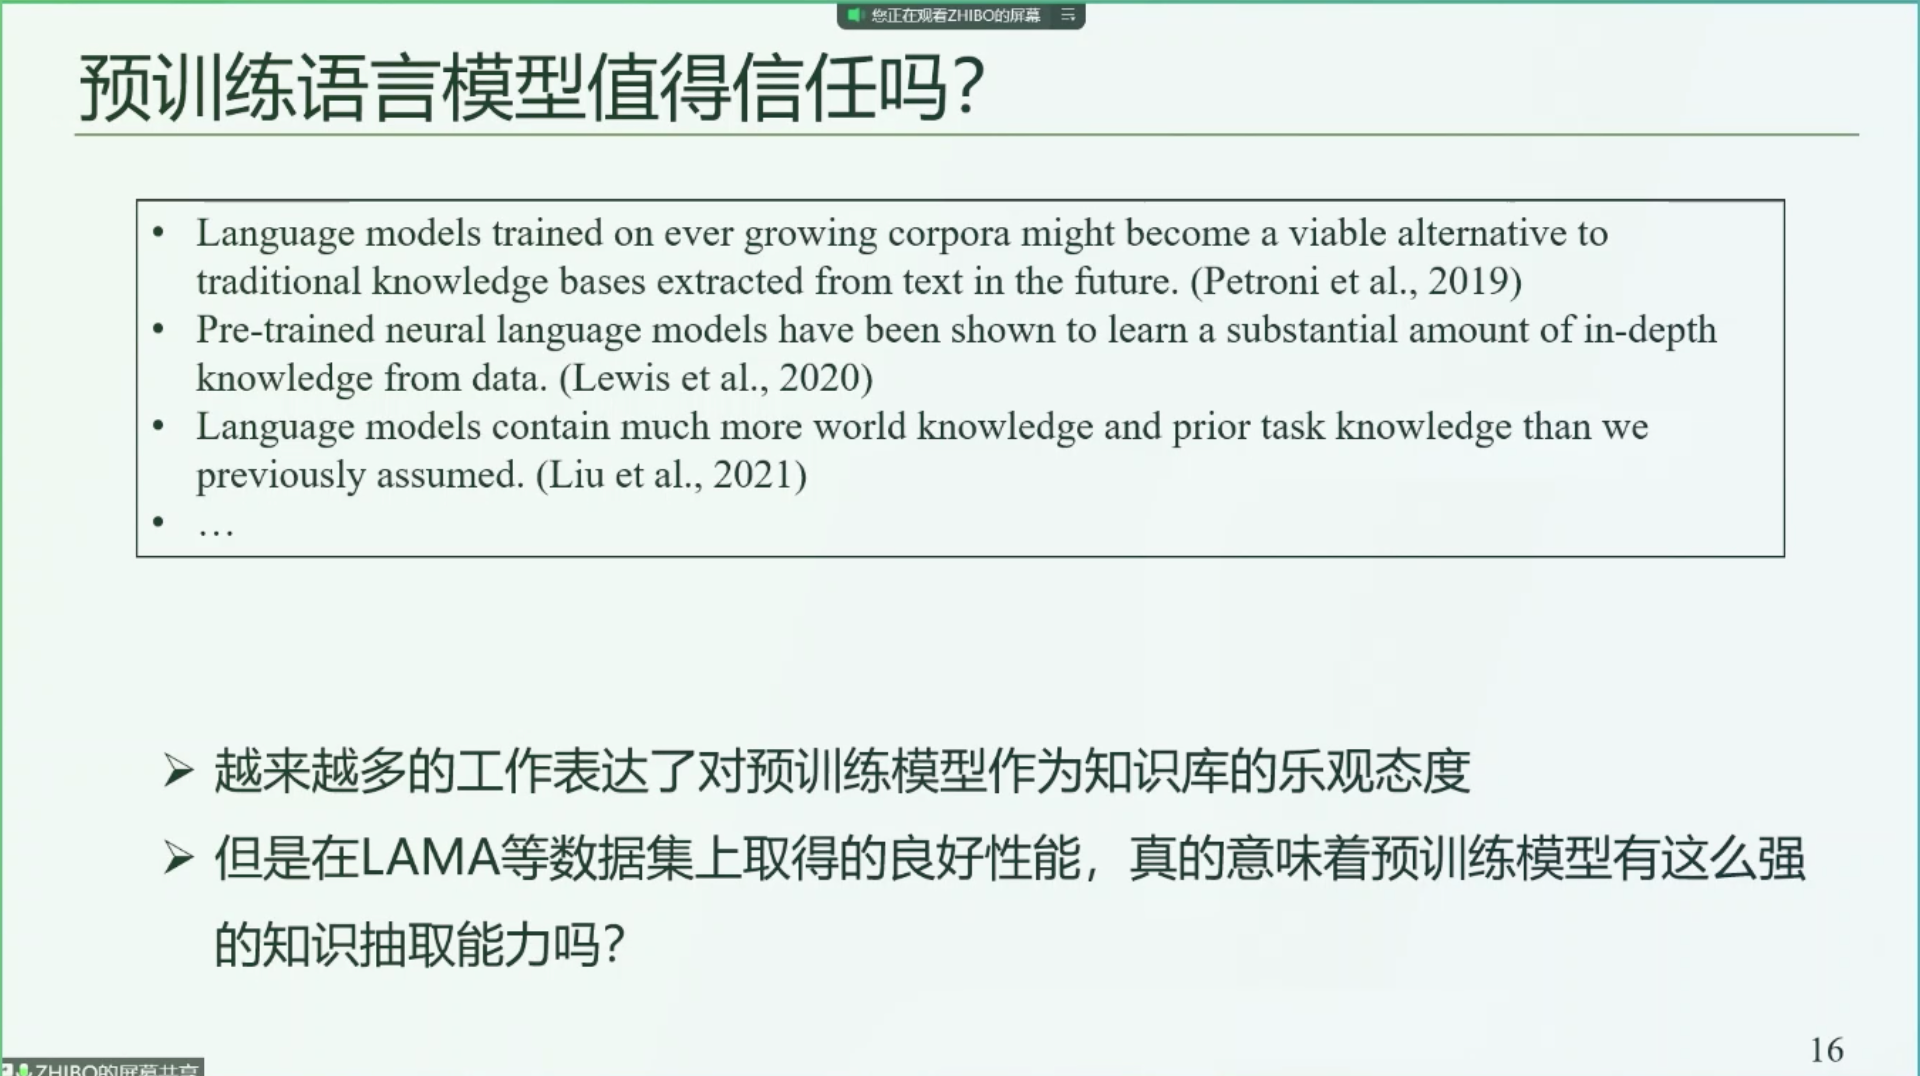 您正在观看ZHIBO的屏幕
预训练语言模型值得信任吗？
• Language models trained on ever growing corpora might become a viable alternative to
traditional knowledge bases extracted from text in the future. (Petroni et al., 2019)
• Pre-trained neural language models have been shown to learn a substantial amount of in-depth
knowledge from data. (Lewis et al., 2020)
• Language models contain much more world knowledge and prior task knowledge than we
previously assumed. (Liu et al., 2021)
• …
➢ 越来越多的工作表达了对预训练模型作为知识库的乐观态度
➢ 但是在LAMA等数据集上取得的良好性能，真的意味着预训练模型有这么强
的知识抽取能力吗？
16
ZHIBO的屏幕共享